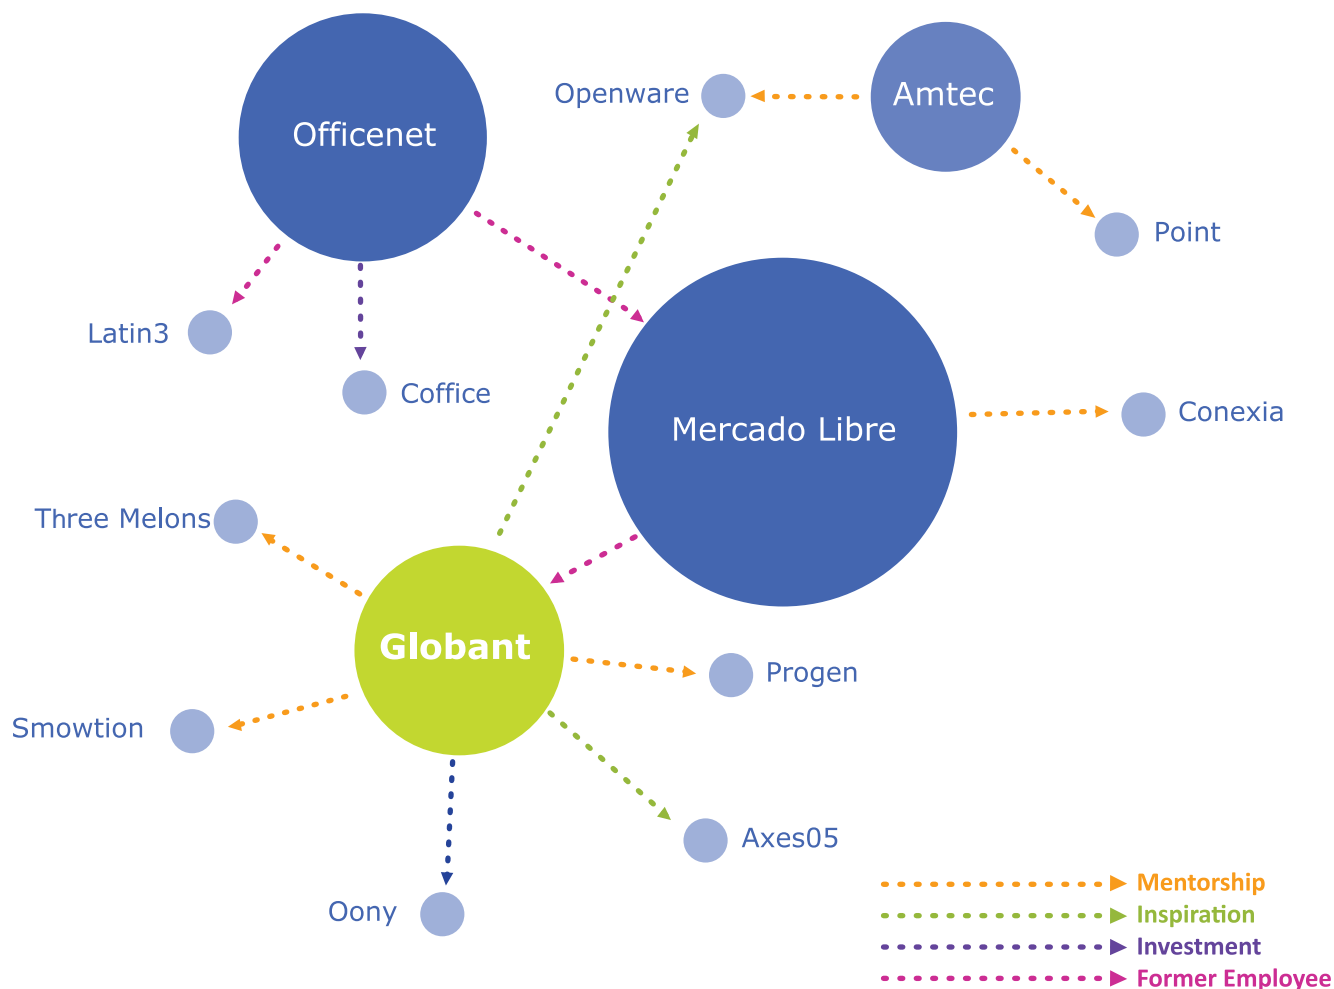 Openware
Amtec
Officenet
Point
Latin3
Coffice
Conexia
Mercado Libre
Three Melons
Globant
Progen
Smowtion
Axes05
Oony
Mentorship
Inspiration
Investment
Former Employee